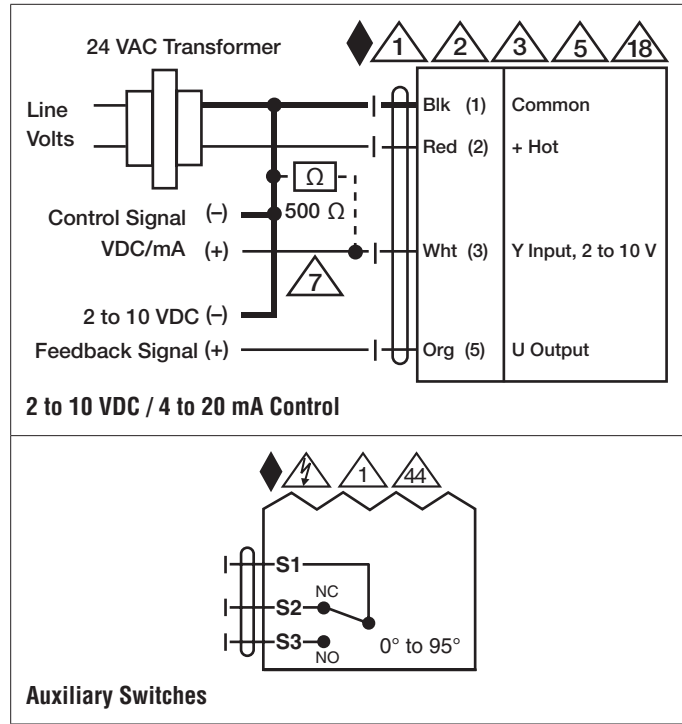 24 VAC Transformer
1 2 3 5 18
Line
Volts
Blk (1) Common
Red (2) + Hot
Ω
500 Ω
Control Signal (–)
VDC/mA (+)
Wht (3) Y Input, 2 to 10 V
7
2 to 10 VDC (–)
Feedback Signal (+)
Org (5) U Output
2 to 10 VDC / 4 to 20 mA Control
1 44
S1
NC
S2
S3
NO
0° to 95°
Auxiliary Switches